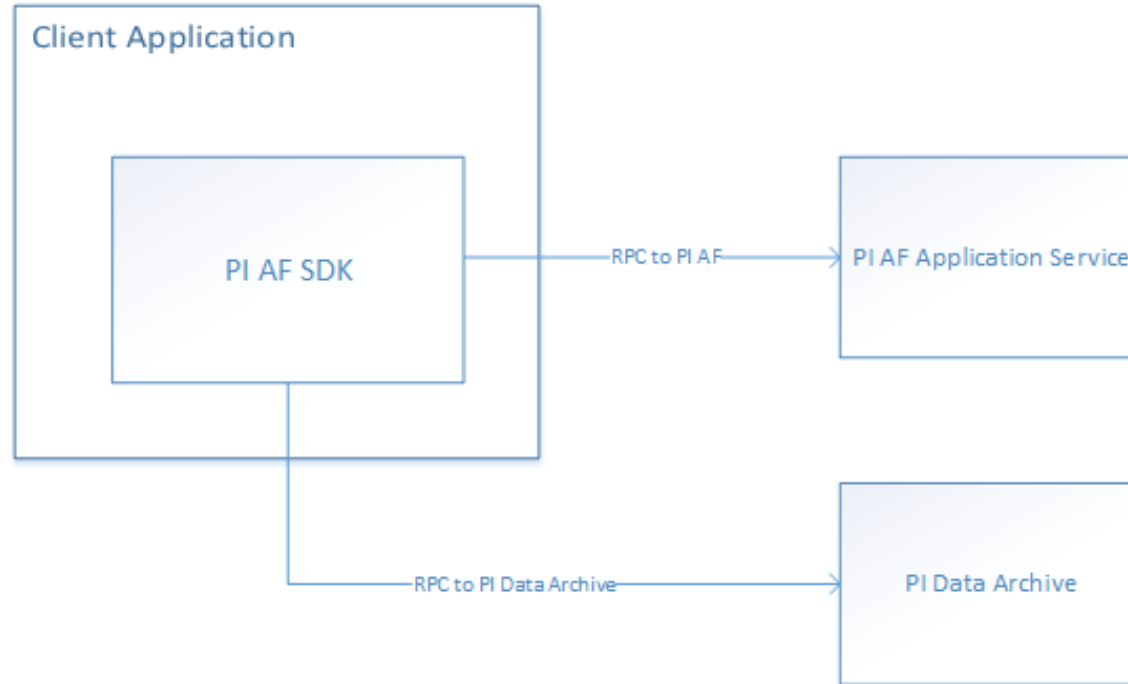 Client Application
PI AF SDK
RPC to PI AF
PI AF Application Service
RPC to PI Data Archive
PI Data Archive